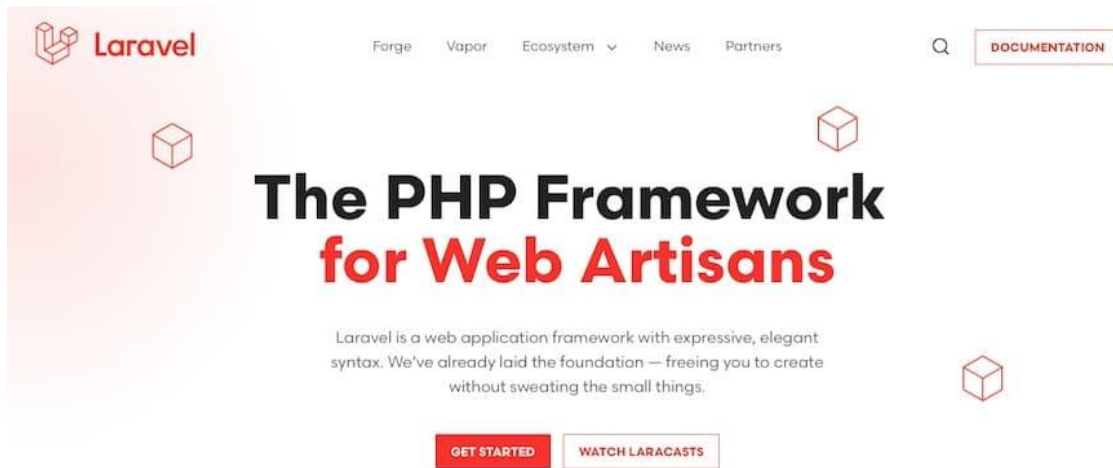 Laravel
Forge Vapor Ecosystem News Partners
DOCUMENTATION
The PHP Framework
for Web Artisans
Laravel is a web application framework with expressive, elegant
syntax. We've already laid the foundation — freeing you to create
without sweating the small things.
GET STARTED WATCH LARACASTS